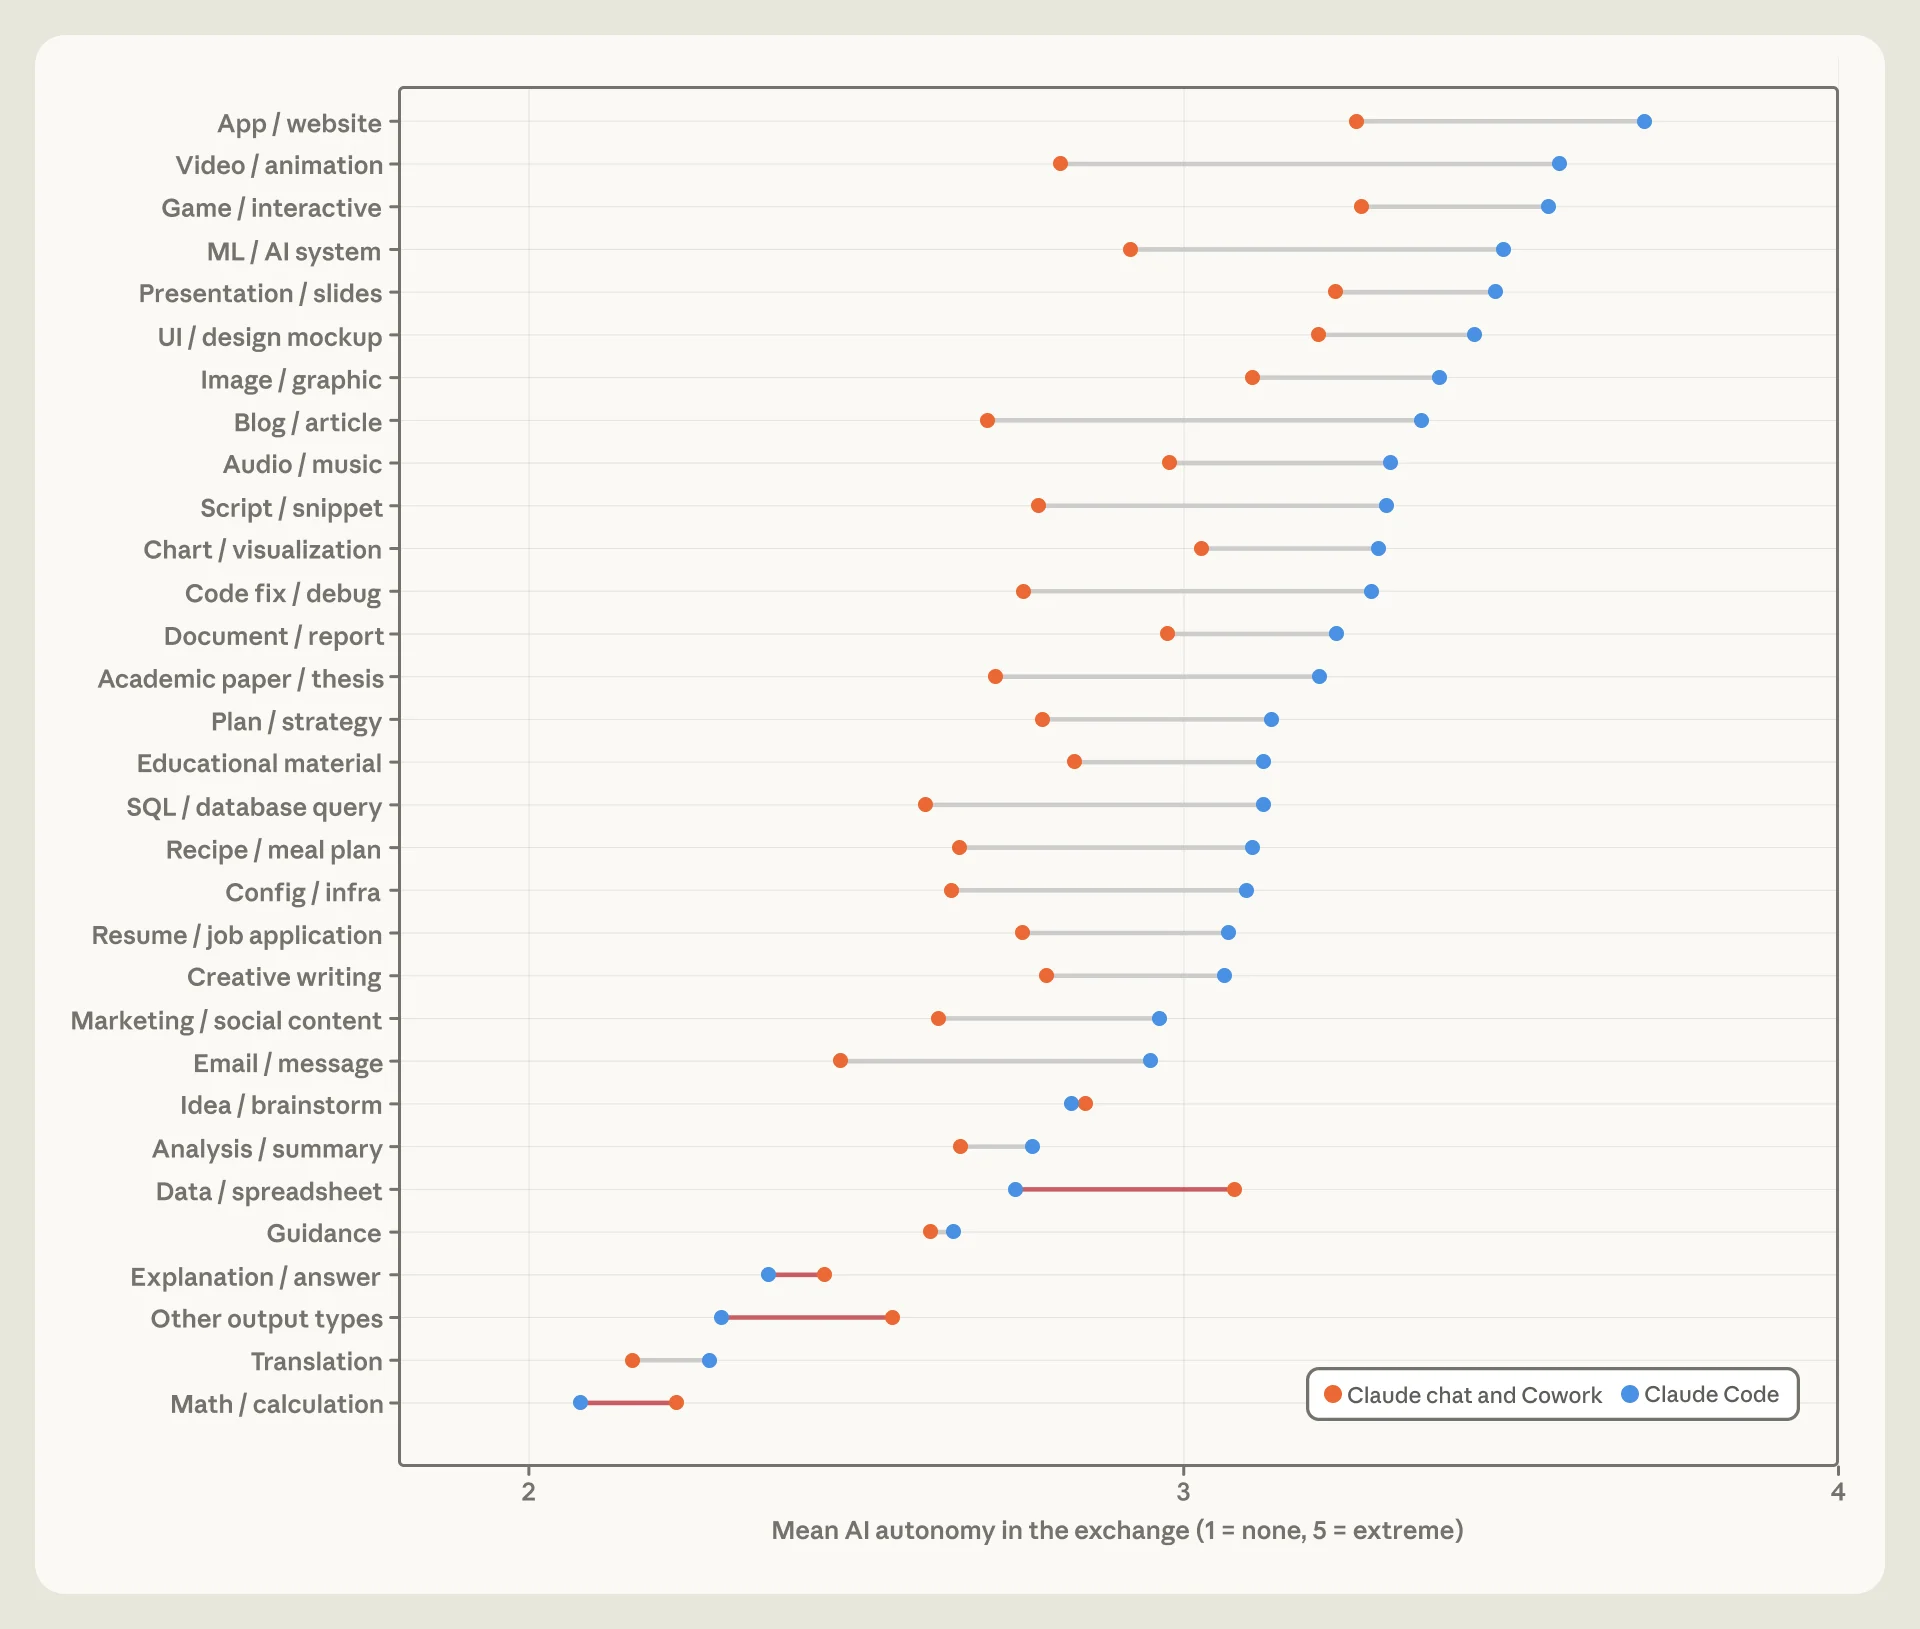 App / website
Video / animation
Game / interactive
ML / AI system
Presentation / slides
UI / design mockup
Image / graphic
Blog / article
Audio / music
Script / snippet
Chart / visualization
Code fix / debug
Document / report
Academic paper / thesis
Plan / strategy
Educational material
SQL / database query
Recipe / meal plan
Config / infra
Resume / job application
Creative writing
Marketing / social content
Email / message
Idea / brainstorm
Analysis / summary
Data / spreadsheet
Guidance
Explanation / answer
Other output types
Translation
Math / calculation
Claude chat and Cowork Claude Code
2 3 4
Mean AI autonomy in the exchange (1 = none, 5 = extreme)